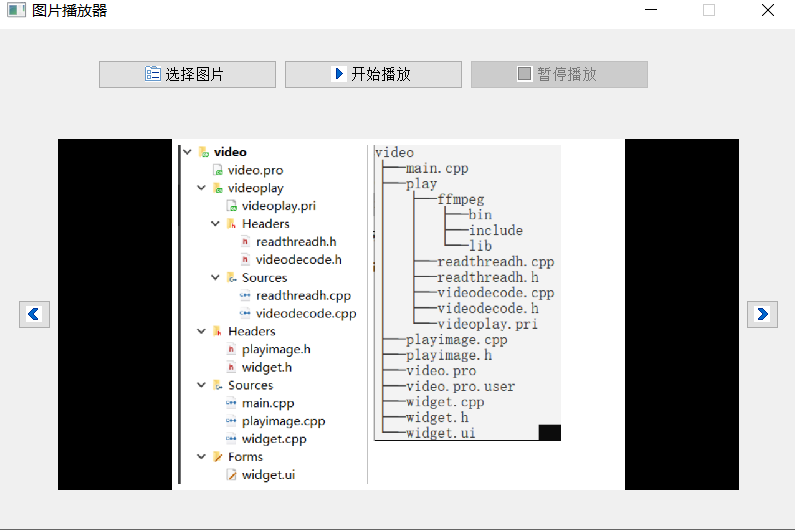 图片播放器
选择图片
开始播放
暂停播放
video
video.pro
videoplay
videoplay.pri
Headers
readthreadh.h
videodecode.h
Sources
readthreadh.cpp
videodecode.cpp
Headers
playimage.h
widget.h
Sources
main.cpp
playimage.cpp
widget.cpp
Forms
widget.ui
video
main.cpp
play
ffmpeg
bin
include
lib
readthreadh.cpp
readthreadh.h
videodecode.cpp
videodecode.h
videoplay.pri
playimage.cpp
playimage.h
video.pro
video.pro.user
widget.cpp
widget.h
widget.ui